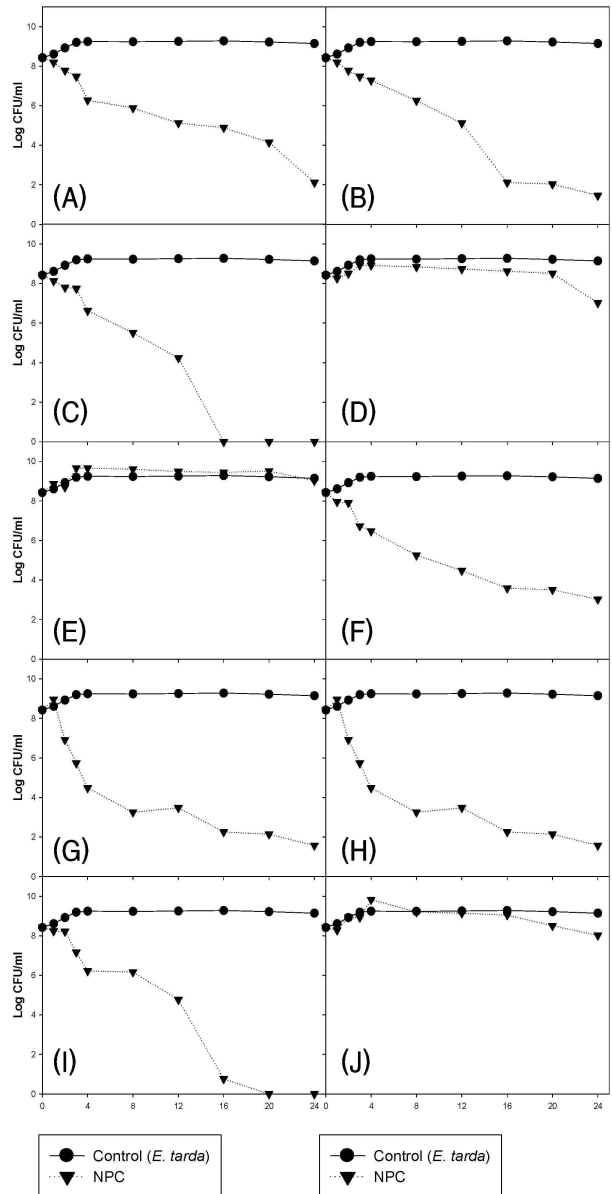 10
8
6
4
2
0
Log CFU/ml
(A)
(B)
10
8
6
4
2
0
Log CFU/ml
(C)
(D)
10
8
6
4
2
0
Log CFU/ml
(E)
(F)
10
8
6
4
2
0
Log CFU/ml
(G)
(H)
10
8
6
4
2
0
Log CFU/ml
(I)
(J)
0 4 8 12 16 20 24
0 4 8 12 16 20 24
Control (E. tarda)
NPC
Control (E. tarda)
NPC